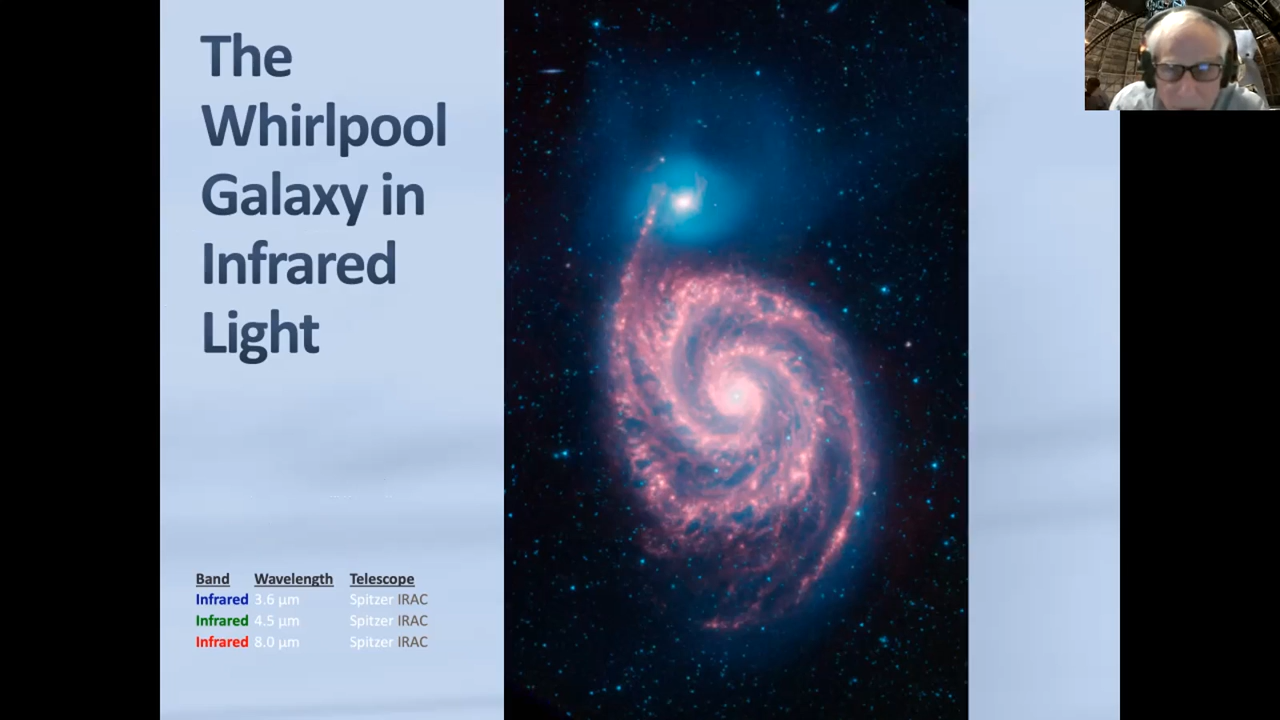 The
Whirlpool
Galaxy in
Infrared
Light
Band Wavelength Telescope
Infrared 3.6 μm Spitzer IRAC
Infrared 4.5 μm Spitzer IRAC
Infrared 8.0 μm Spitzer IRAC